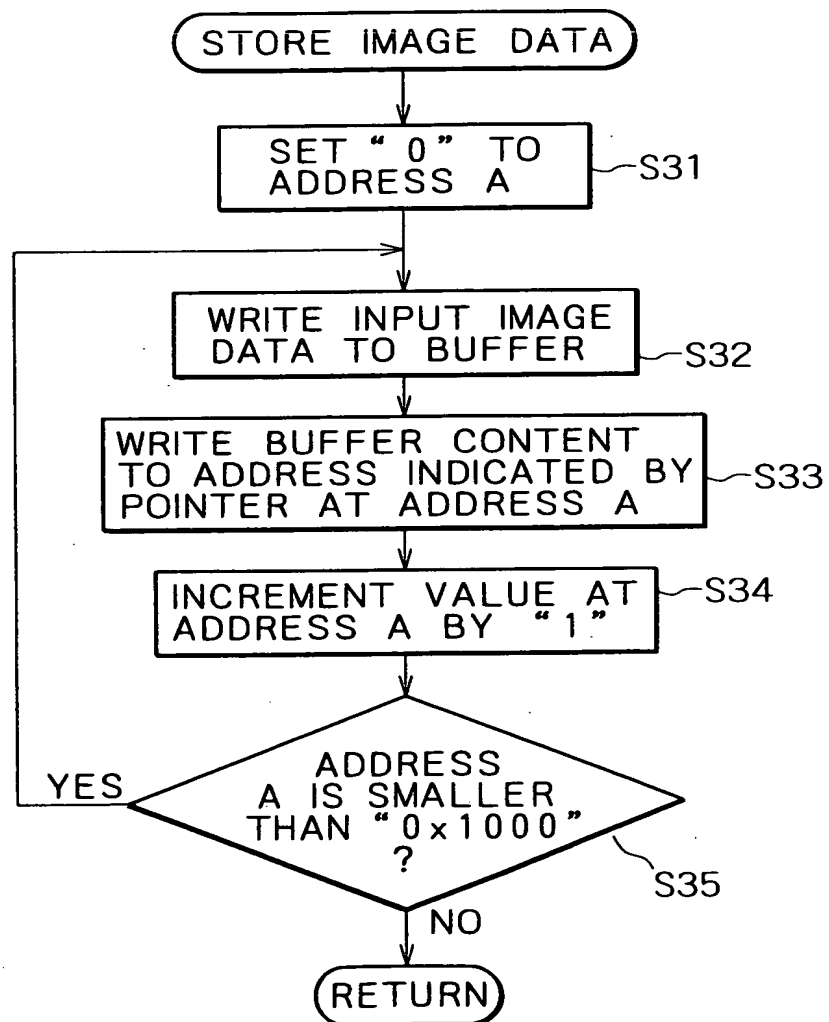 STORE IMAGE DATA
SET “0” TO
ADDRESS A
S31
WRITE INPUT IMAGE
DATA TO BUFFER
S32
WRITE BUFFER CONTENT
TO ADDRESS INDICATED BY
POINTER AT ADDRESS A
S33
INCREMENT VALUE AT
ADDRESS A BY “1”
S34
ADDRESS
A IS SMALLER
THAN “0x1000”
?
YES
S35
NO
RETURN